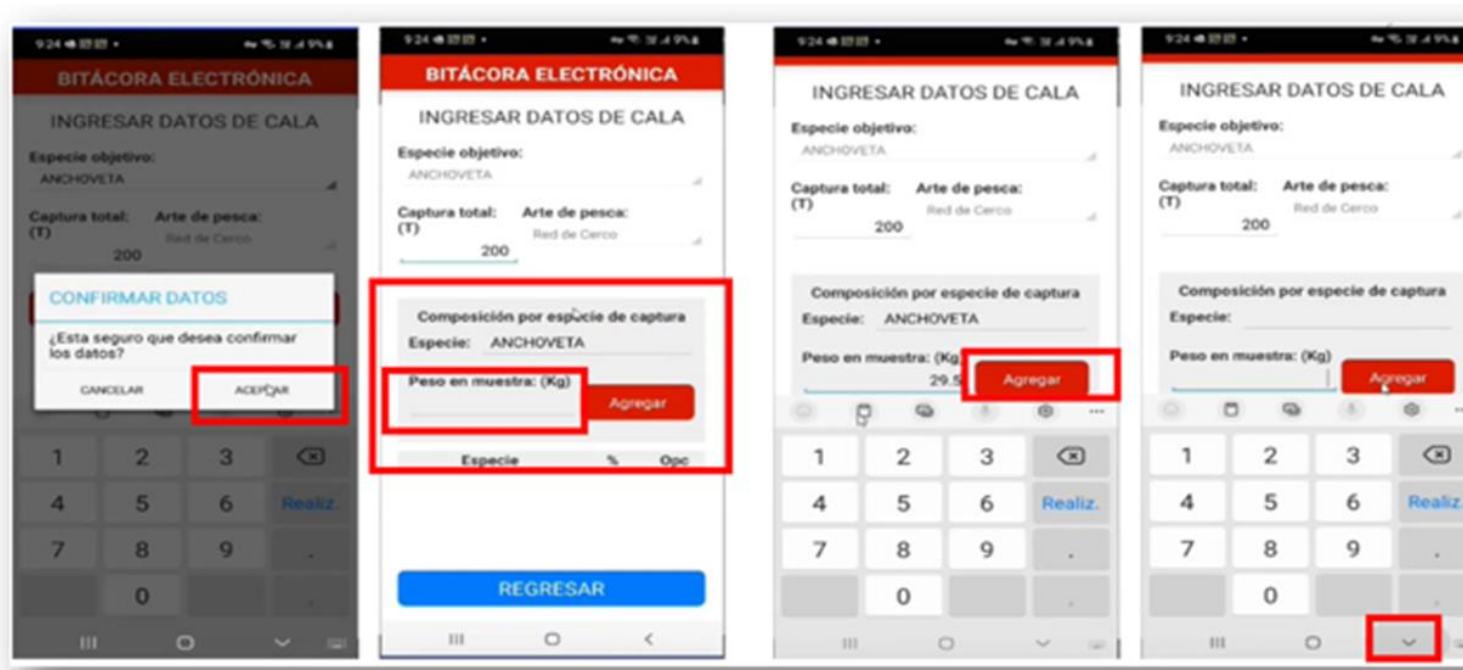 9:24
BITÁCORA ELECTRÓNICA
INGRESAR DATOS DE CALA
Especie objetivo:
ANCHOVETA
Captura total: Arte de pesca:
(T)
Red de Cerco
200
CONFIRMAR DATOS
¿Esta seguro que desea confirmar
los datos?
CANCELAR ACEPTAR
1 2 3
4 5 6 Realiz.
7 8 9 .
0 ,
9:24
BITÁCORA ELECTRÓNICA
INGRESAR DATOS DE CALA
Especie objetivo:
ANCHOVETA
Captura total: Arte de pesca:
(T)
Red de Cerco
200
Composición por especie de captura
Especie: ANCHOVETA
Peso en muestra: (Kg)
Agregar
Especie % Opc
REGRESAR
9:24
INGRESAR DATOS DE CALA
Especie objetivo:
ANCHOVETA
Captura total: Arte de pesca:
(T)
Red de Cerco
200
Composición por especie de captura
Especie: ANCHOVETA
Peso en muestra: (Kg)
29.5 Agregar
1 2 3
4 5 6 Realiz.
7 8 9 .
0 ,
9:24
INGRESAR DATOS DE CALA
Especie objetivo:
ANCHOVETA
Captura total: Arte de pesca:
(T)
Red de Cerco
200
Composición por especie de captura
Especie:
Peso en muestra: (Kg)
Agregar
1 2 3
4 5 6 Realiz.
7 8 9 .
0 ,